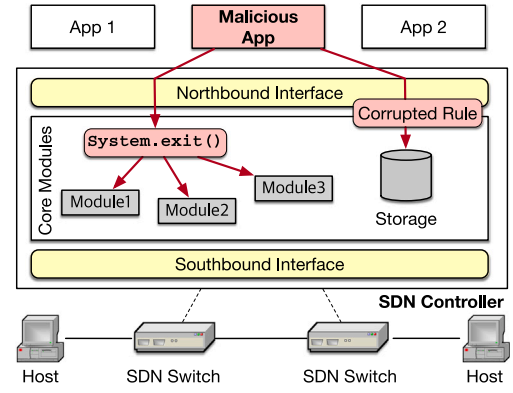 App 1
Malicious
App
App 2
Northbound Interface
Corrupted Rule
Core Modules
System.exit()
Module1
Module2
Module3
Storage
Southbound Interface
SDN Controller
Host
SDN Switch
SDN Switch
Host